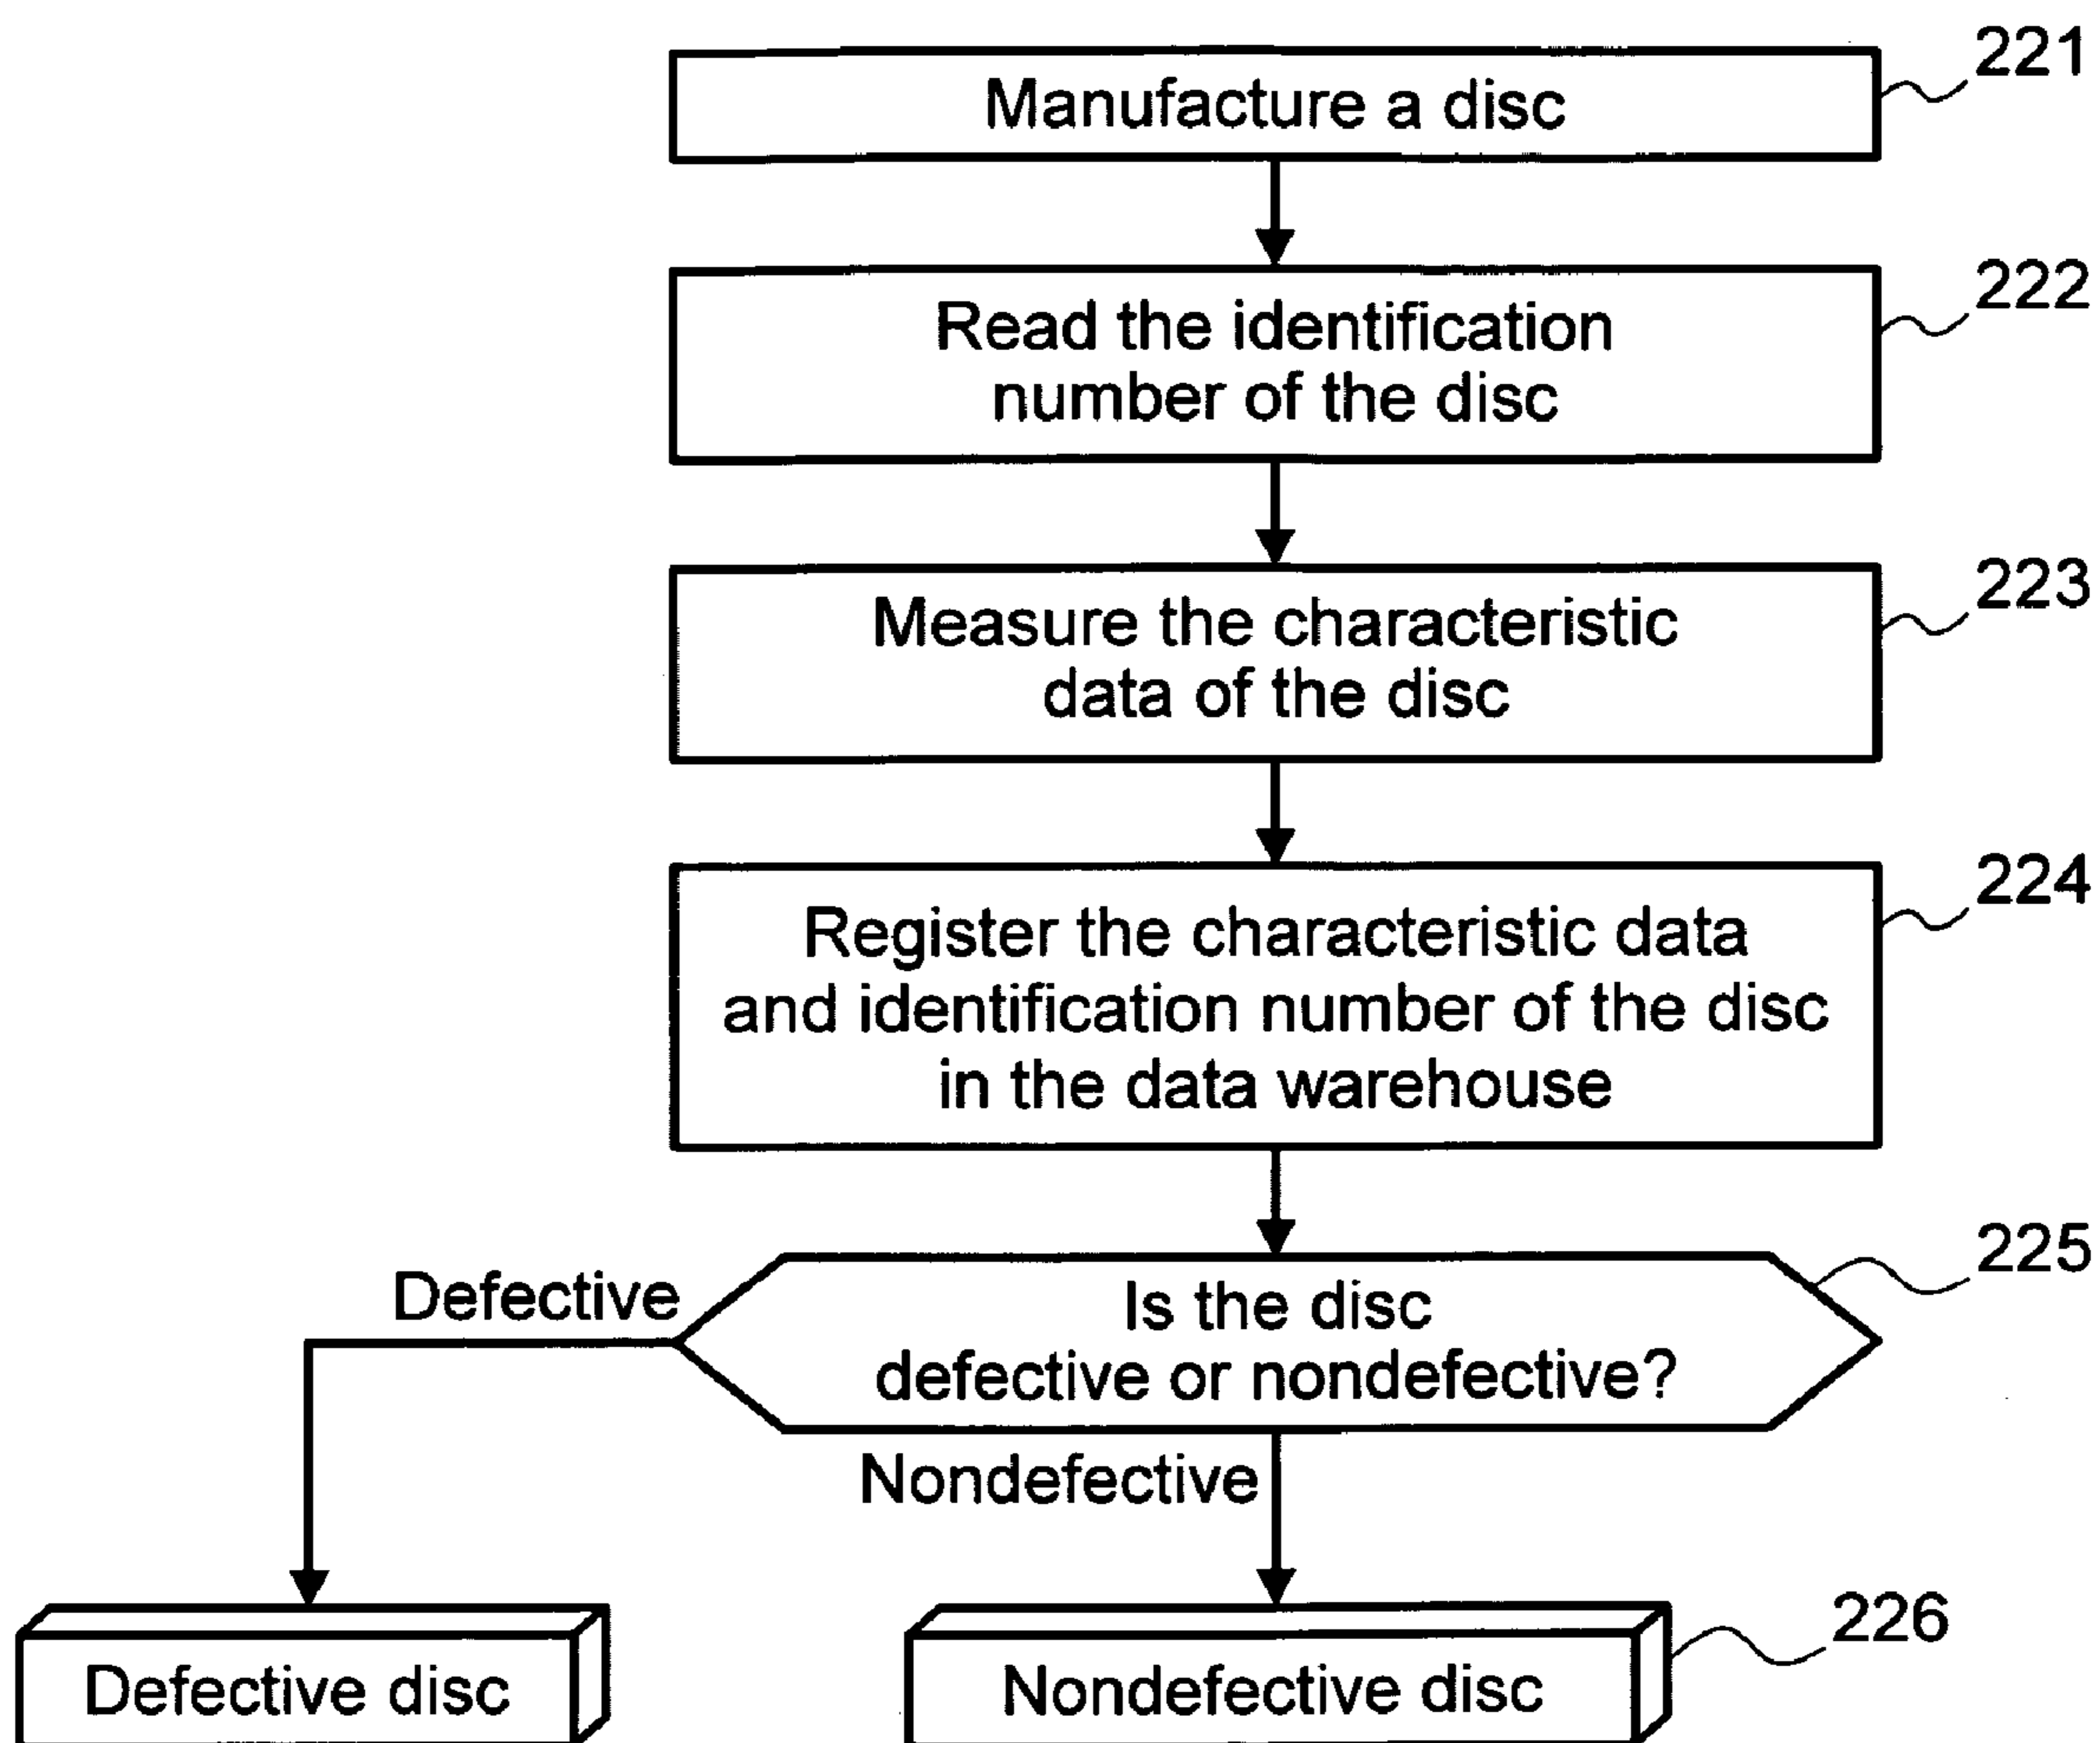 221
Manufacture a disc
222
Read the identification
number of the disc
223
Measure the characteristic
data of the disc
224
Register the characteristic data
and identification number of the disc
in the data warehouse
225
Defective
Is the disc
defective or nondefective?
Nondefective
226
Defective disc
Nondefective disc